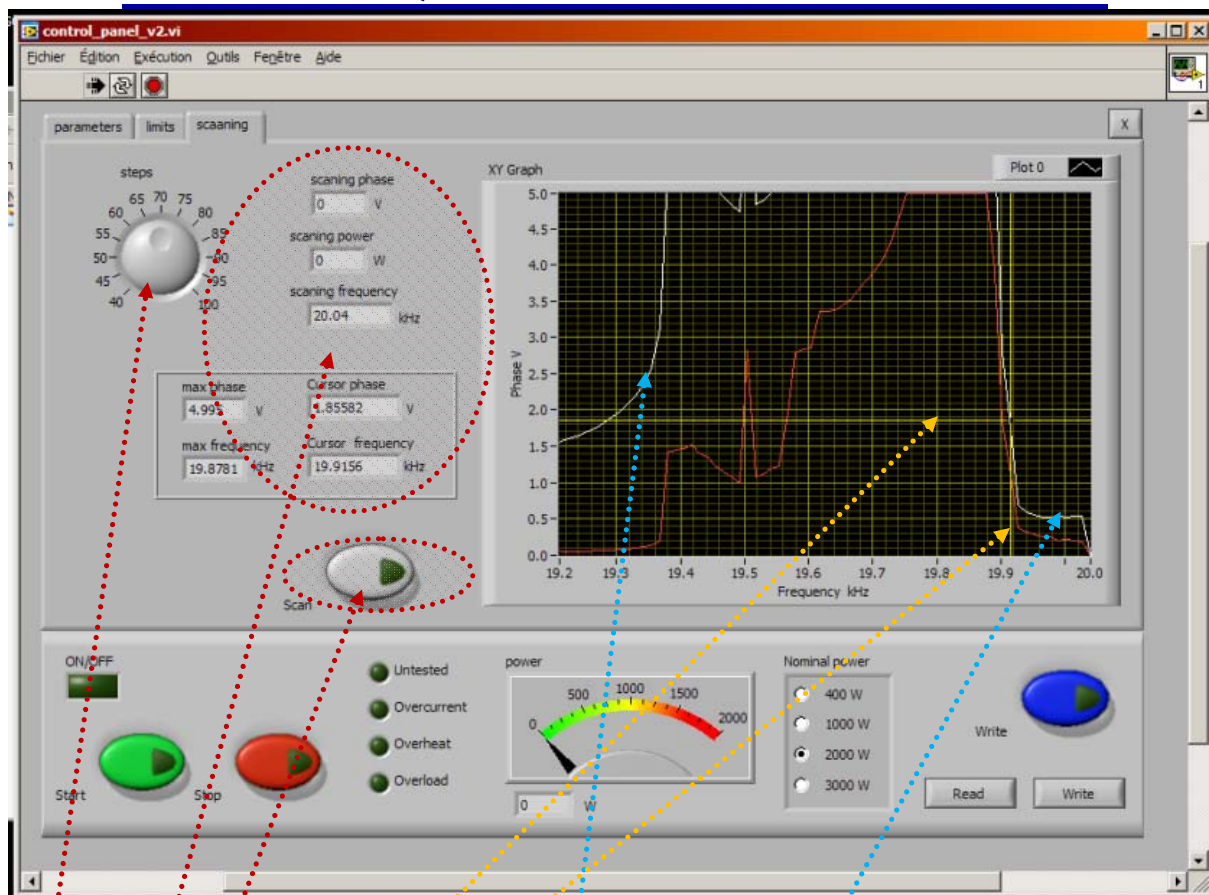 control_panel_v2.vi
Fichier Édition Exécution Outils Fenêtre Aide
1
parameters limits scaaning X
steps
40 45 50 55 60 65 70 75 80 85 90 95 100
scaning phase
0 V
scaning power
0 W
scaning frequency
20.04 kHz
max phase Cursor phase
4.995 V 1.85582 V
max frequency Cursor frequency
19.8781 kHz 19.9156 kHz
Scan
XY Graph
Plot 0
Phase V
5.0
4.5
4.0
3.5
3.0
2.5
2.0
1.5
1.0
0.5
0.0
19.2 19.3 19.4 19.5 19.6 19.7 19.8 19.9 20.0
Frequency kHz
ON/OFF
Start
Stop
Untested
Overcurrent
Overheat
Overload
power
0 500 1000 1500 2000
0 W
Nominal power
400 W
1000 W
2000 W
3000 W
Write
Read Write